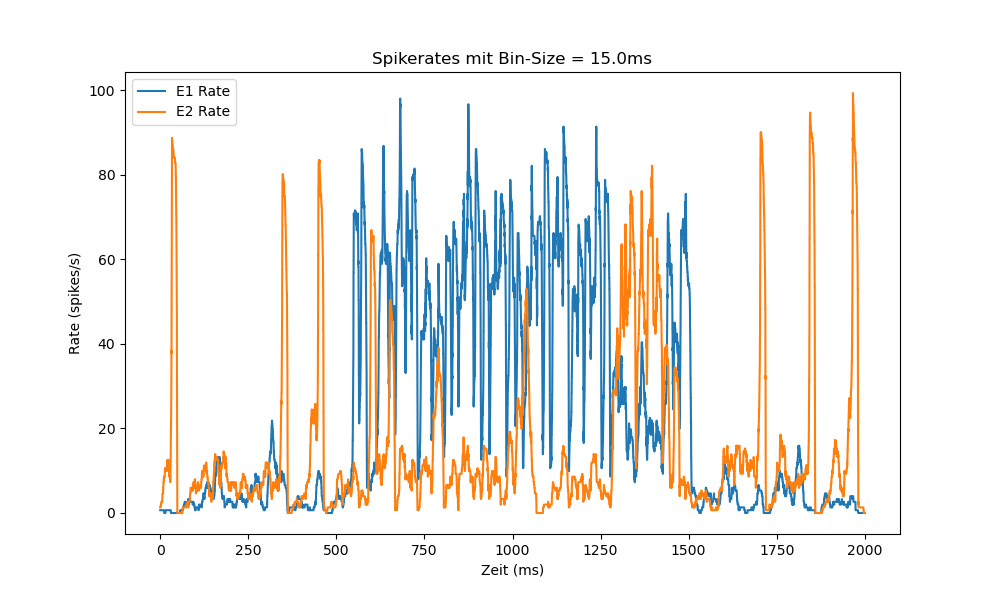 Spikerates mit Bin-Size = 15.0ms
E1 Rate
E2 Rate
Rate (spikes/s)
100
80
60
40
20
0
0 250 500 750 1000 1250 1500 1750 2000
Zeit (ms)